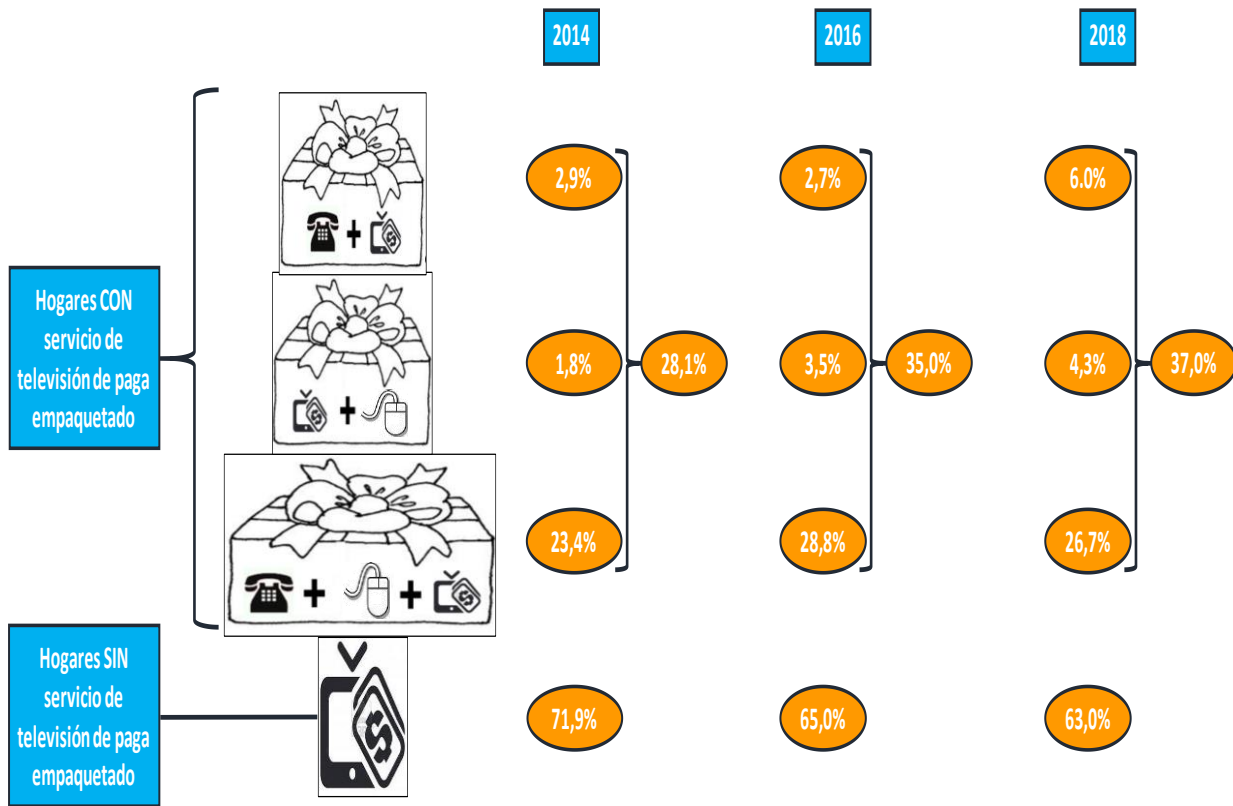 2014
2016
2018
Hogares CON
servicio de
televisión de paga
empaquetado
2,9%
2,7%
6.0%
1,8%
28,1%
3,5%
35,0%
4,3%
37,0%
23,4%
28,8%
26,7%
Hogares SIN
servicio de
televisión de paga
empaquetado
71,9%
65,0%
63,0%